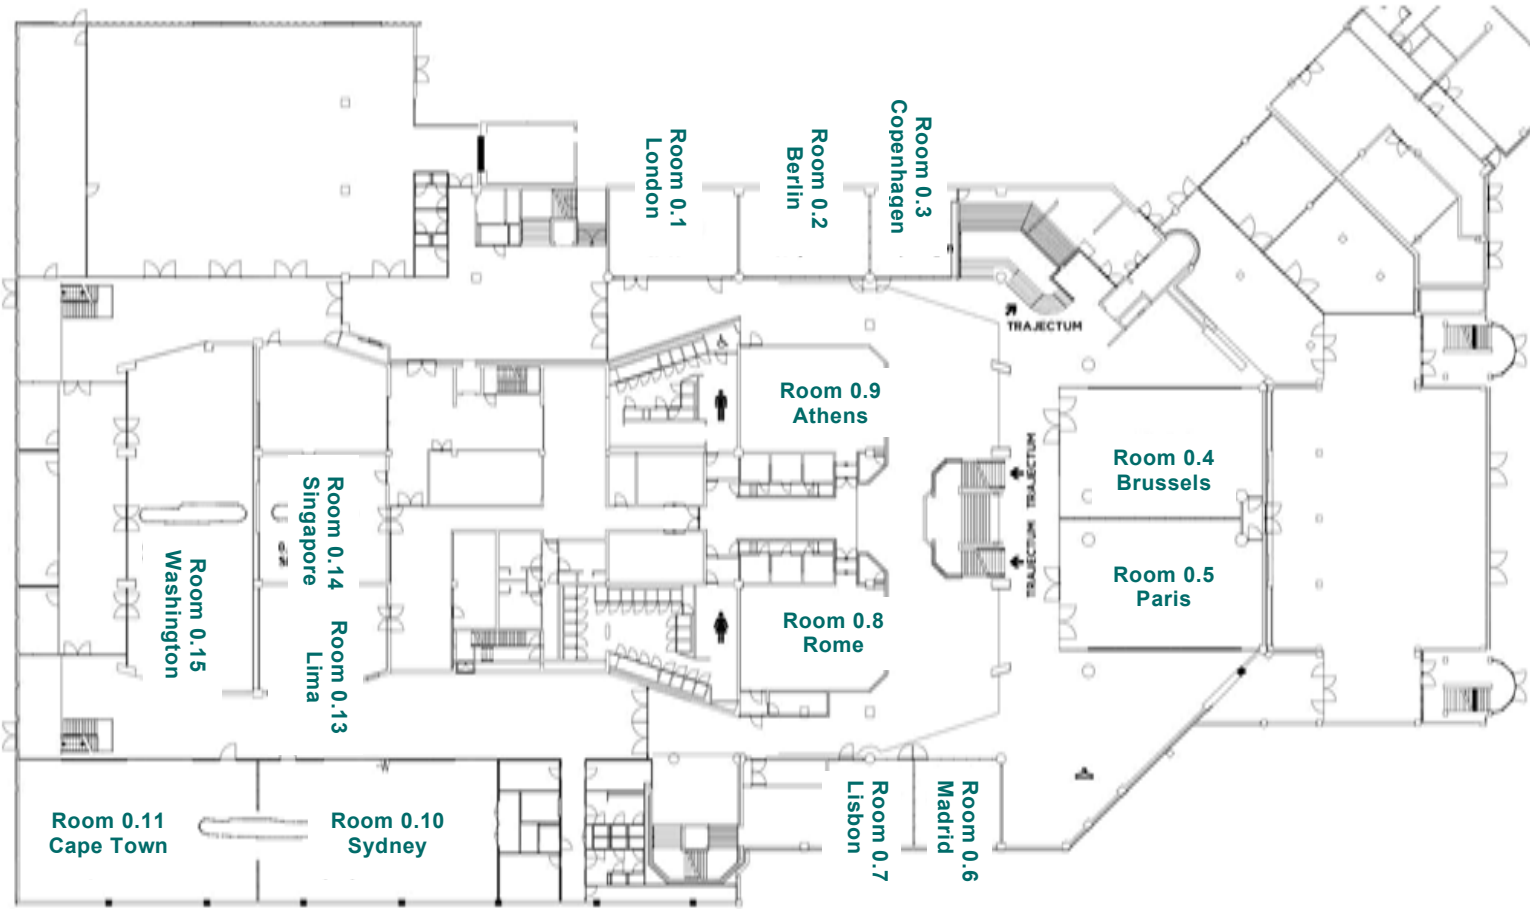 Room 0.1
London
Room 0.2
Berlin
Room 0.3
Copenhagen
TRAJECTUM
Room 0.9
Athens
TRAJECTUM
TRAJECTUM
Room 0.4
Brussels
Room 0.5
Paris
Room 0.14
Singapore
Room 0.15
Washington
Room 0.13
Lima
Room 0.8
Rome
Room 0.11
Cape Town
Room 0.10
Sydney
Room 0.7
Lisbon
Room 0.6
Madrid